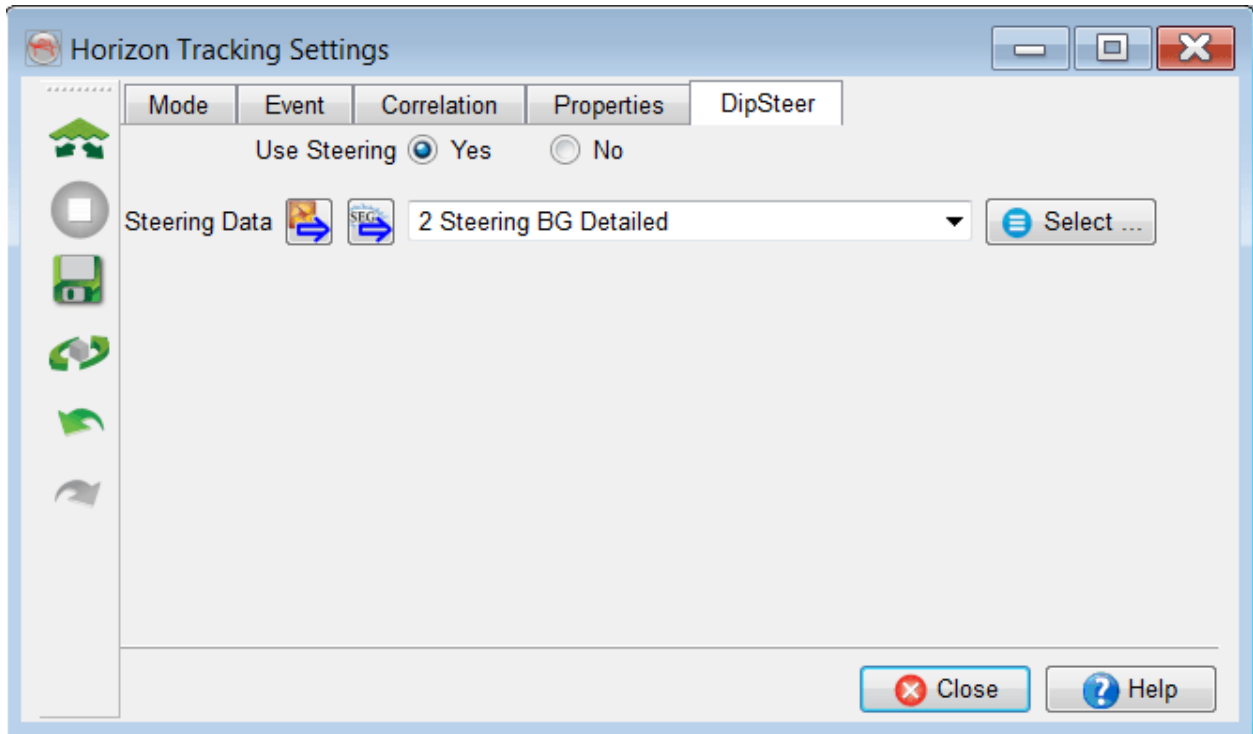 Horizon Tracking Settings
Mode Event Correlation Properties DipSteer
Use Steering Yes No
Steering Data SEG 2 Steering BG Detailed Select ...
Close Help